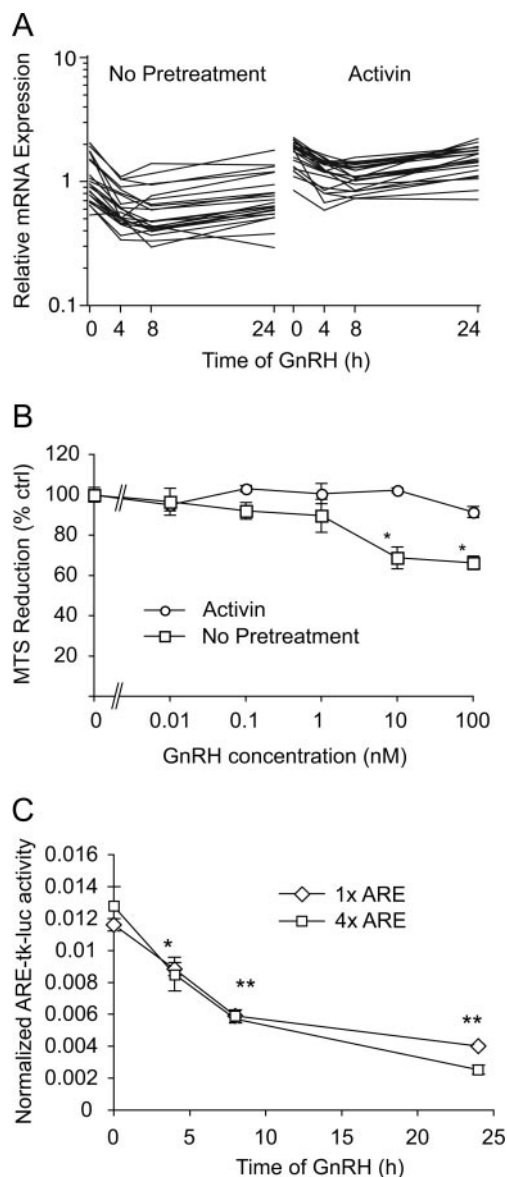 A
No Pretreatment
Activin
Relative mRNA Expression
10
1
0.1
0 4 8 24 0 4 8 24
Time of GnRH (h)
B
MTS Reduction (% ctrl)
120
100
80
60
40
20
*
*
Activin
No Pretreatment
0 0.01 0.1 1 10 100
GnRH concentration (nM)
C
Normalized ARE-tk-luc activity
0.016
0.014
0.012
0.01
0.008
0.006
0.004
0.002
0
1x ARE
4x ARE
*
**
**
0 5 10 15 20 25
Time of GnRH (h)